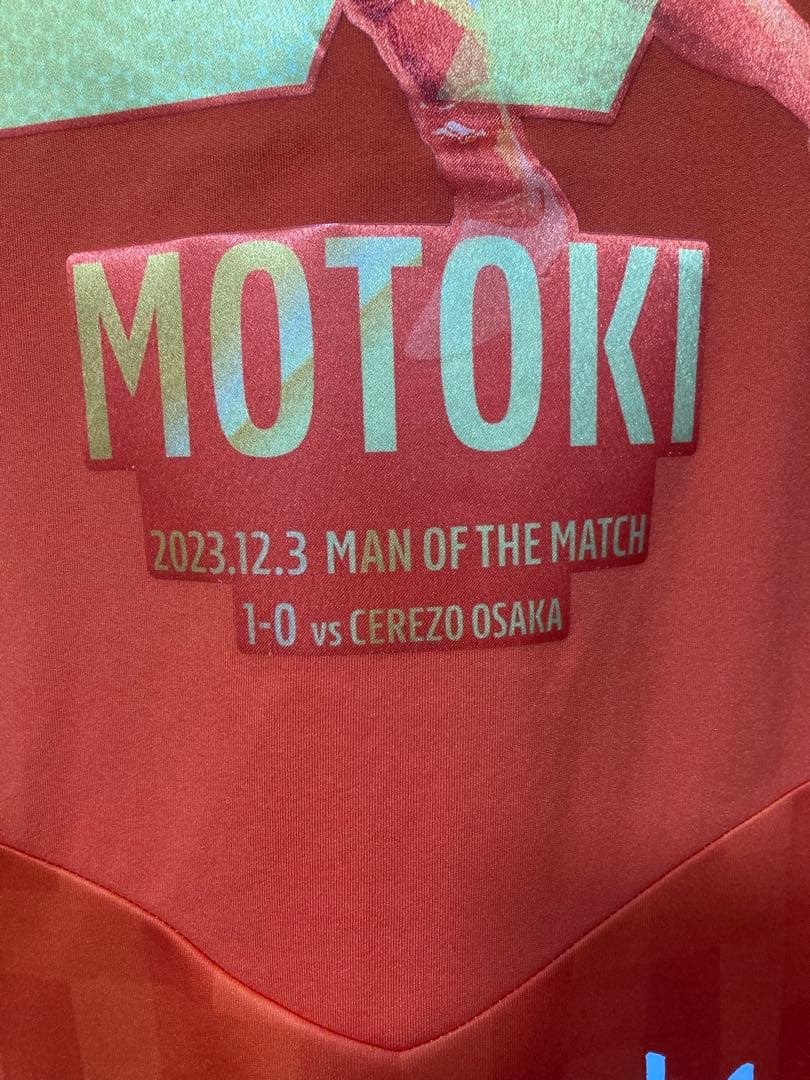 MOTOKI
2023.12.3 MAN OF THE MATCH
1-0 vs CEREZO OSAKA